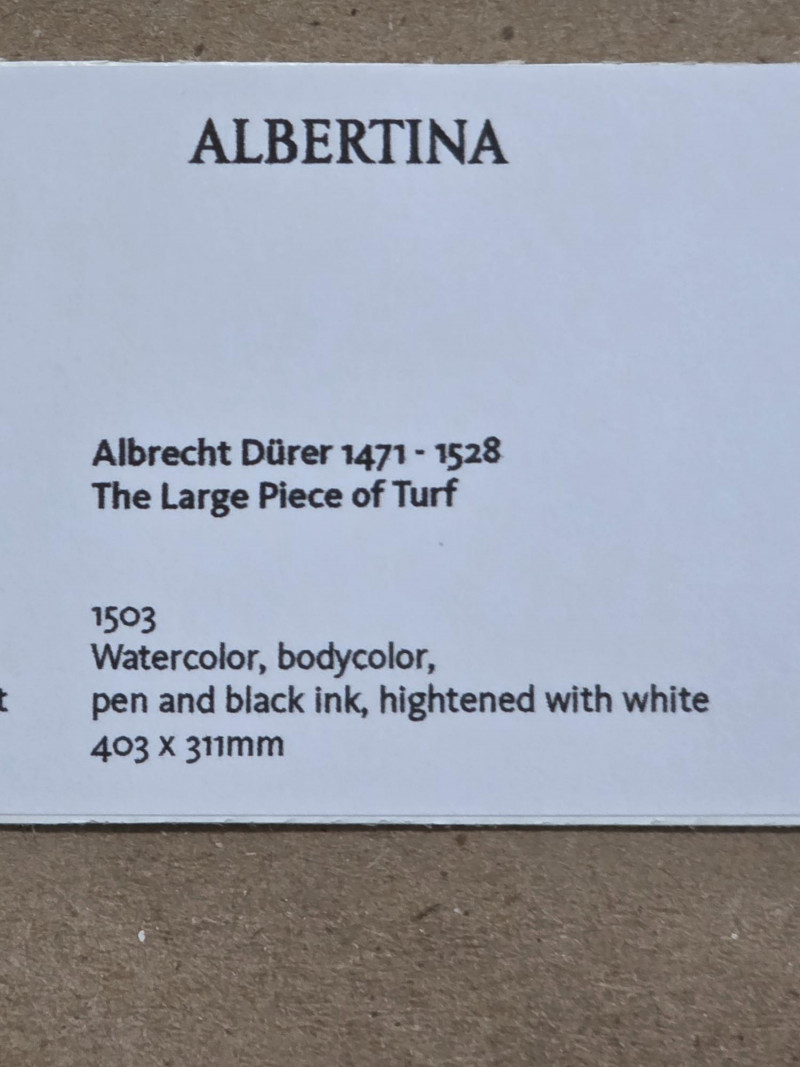 ALBERTINA
Albrecht Dürer 1471 - 1528
The Large Piece of Turf
1503
Watercolor, bodycolor,
t pen and black ink, hightened with white
403 x 311mm